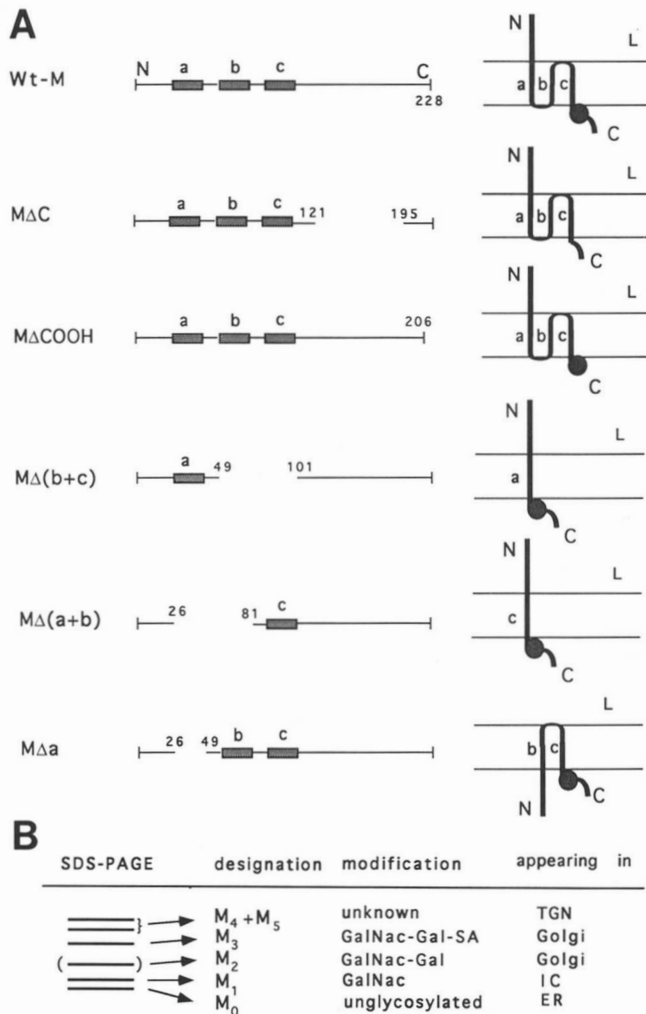 A
Wt-M
N a b c C
228
N L
a b c
C
MΔC
a b c
121 195
N L
a b c
C
MΔCOOH
a b c
206
N L
a b c
C
MΔ(b+c)
a
49 101
N L
a
C
MΔ(a+b)
26 81 c
N L
c
C
MΔa
26 49 b c
L
b c
N C
B
SDS-PAGE designation modification appearing in
M4+M5 unknown TGN
M3 GalNac-Gal-SA Golgi
( ) M2 GalNac-Gal Golgi
M1 GalNac IC
M0 unglycosylated ER